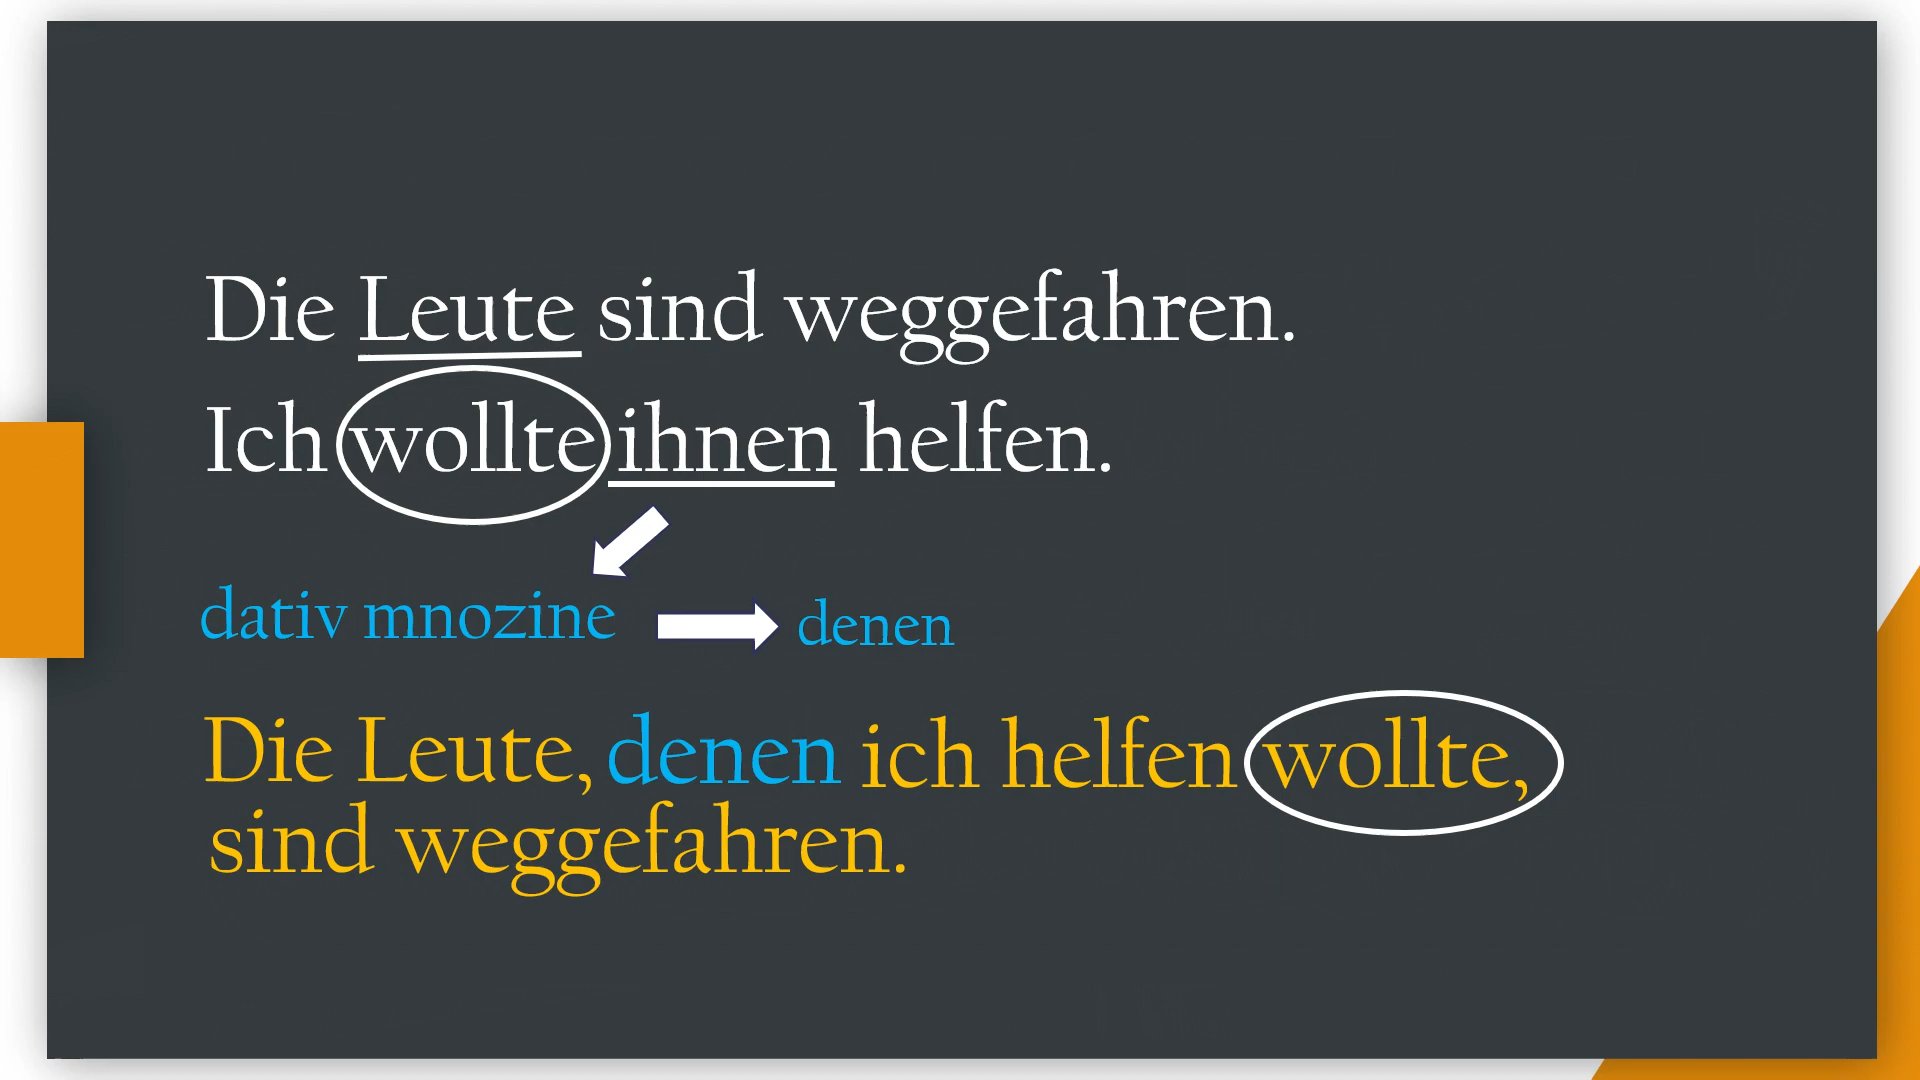 Die Leute sind weggefahren.
Ich wollte ihnen helfen.
dativ mnozine denen
Die Leute, denen ich helfen wollte,
sind weggefahren.